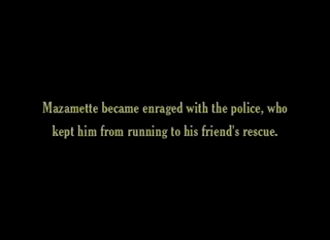 Mazamette became enraged with the police, who
kept him from running to his friend's rescue.